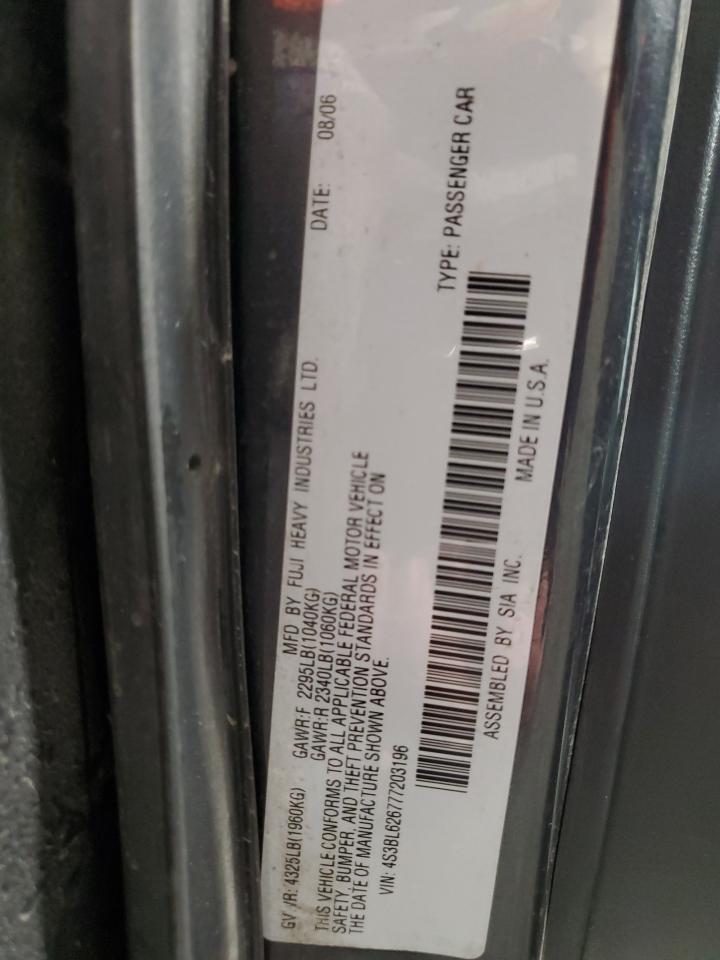 MFD BY FUJI HEAVY INDUSTRIES LTD. DATE: 08/06
GVWR: 4325LB(1960KG) GAWR:F 2295LB(1040KG)
GAWR:R 2340LB(1060KG)
THIS VEHICLE CONFORMS TO ALL APPLICABLE FEDERAL MOTOR VEHICLE
SAFETY, BUMPER, AND THEFT PREVENTION STANDARDS IN EFFECT ON
THE DATE OF MANUFACTURE SHOWN ABOVE.
VIN: 4S3BL626777203196 TYPE: PASSENGER CAR
ASSEMBLED BY SIA INC. MADE IN U.S.A.